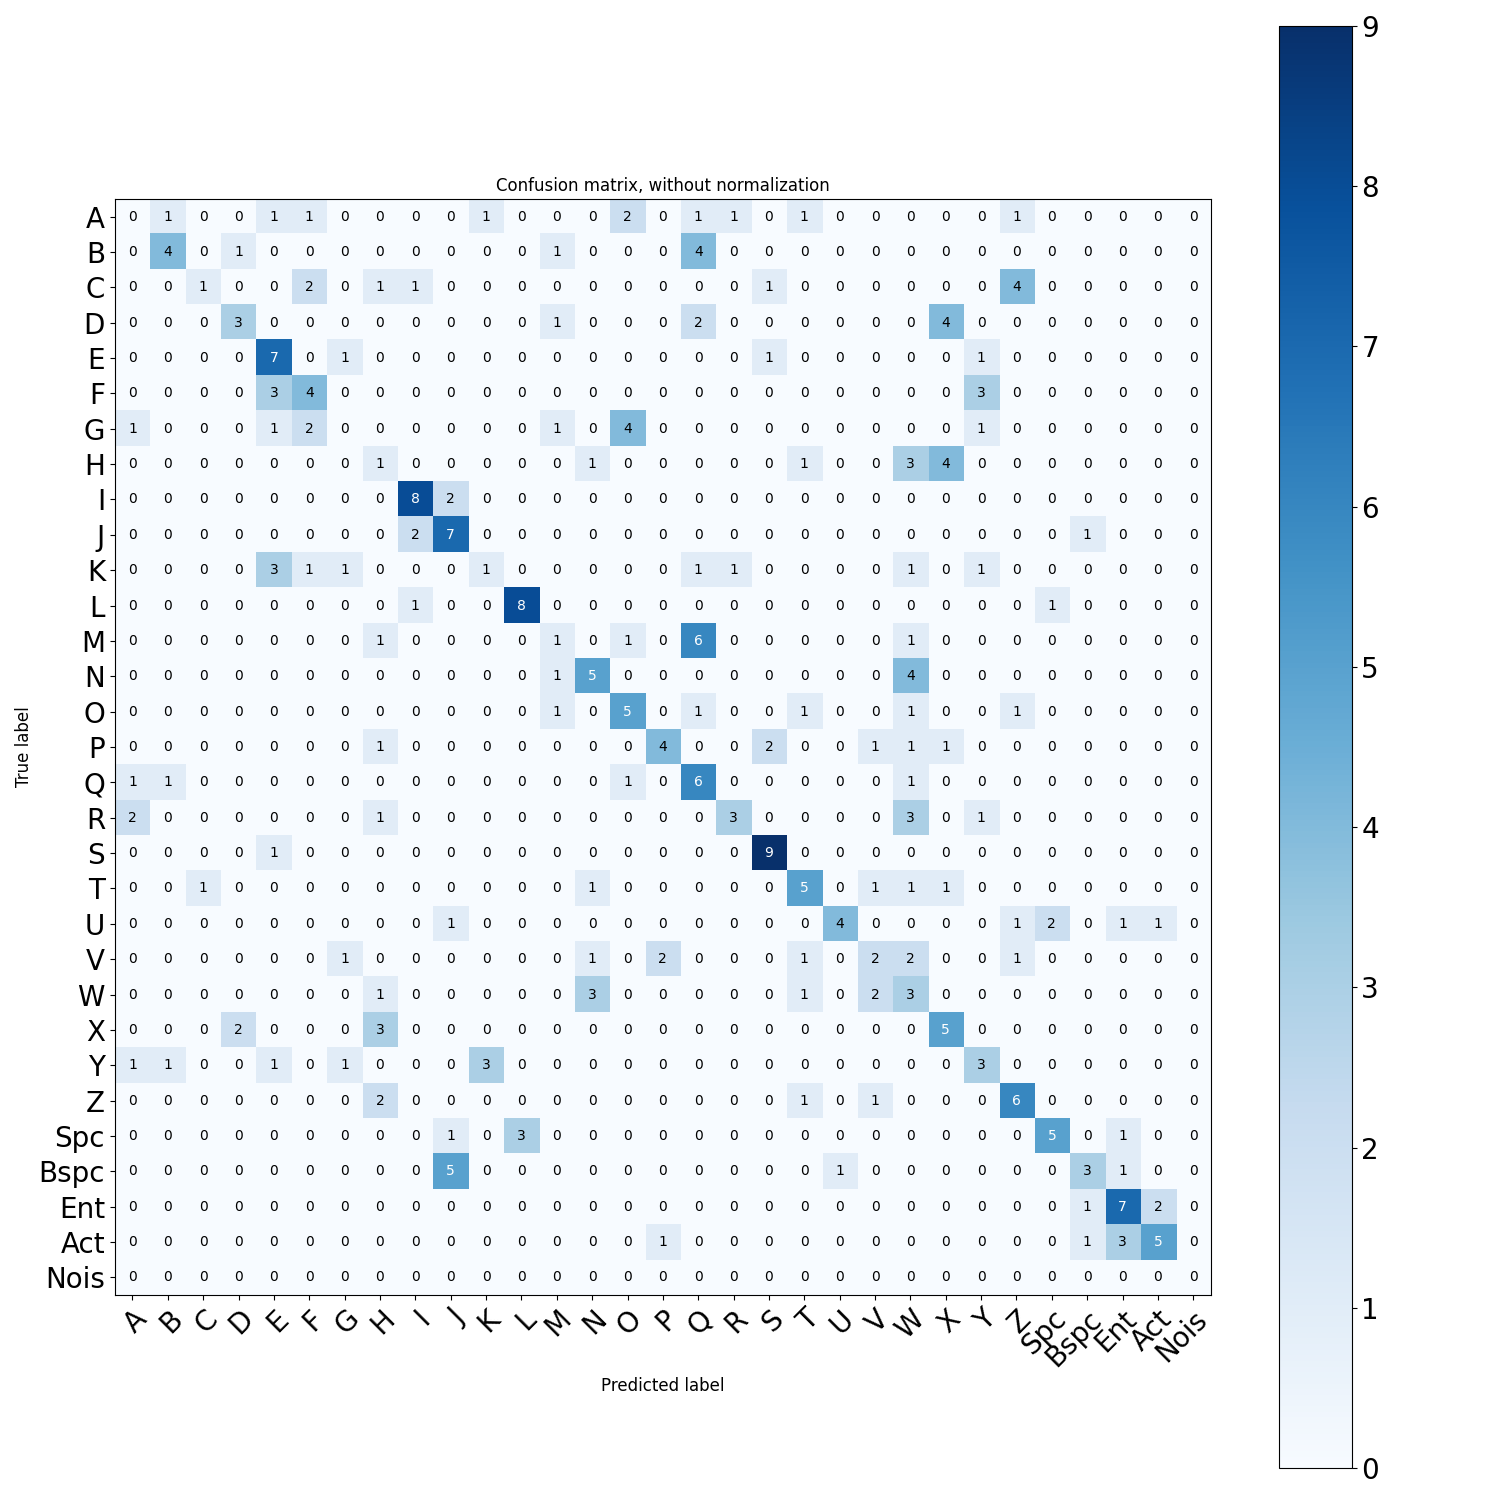 Confusion matrix, without normalization
A 0 1 0 0 1 1 0 0 0 0 1 0 0 0 2 0 1 1 0 1 0 0 0 0 0 1 0 0 0 0 0
B 0 4 0 1 0 0 0 0 0 0 0 0 1 0 0 0 4 0 0 0 0 0 0 0 0 0 0 0 0 0 0
C 0 0 1 0 0 2 0 1 1 0 0 0 0 0 0 0 0 0 1 0 0 0 0 0 0 4 0 0 0 0 0
D 0 0 0 3 0 0 0 0 0 0 0 0 1 0 0 0 2 0 0 0 0 0 0 4 0 0 0 0 0 0 0
E 0 0 0 0 7 0 1 0 0 0 0 0 0 0 0 0 0 0 1 0 0 0 0 0 1 0 0 0 0 0 0
F 0 0 0 0 3 4 0 0 0 0 0 0 0 0 0 0 0 0 0 0 0 0 0 0 3 0 0 0 0 0 0
G 1 0 0 0 1 2 0 0 0 0 0 0 1 0 4 0 0 0 0 0 0 0 0 0 1 0 0 0 0 0 0
H 0 0 0 0 0 0 0 1 0 0 0 0 0 1 0 0 0 0 0 1 0 0 3 4 0 0 0 0 0 0 0
I 0 0 0 0 0 0 0 0 8 2 0 0 0 0 0 0 0 0 0 0 0 0 0 0 0 0 0 0 0 0 0
J 0 0 0 0 0 0 0 0 2 7 0 0 0 0 0 0 0 0 0 0 0 0 0 0 0 0 0 1 0 0 0
K 0 0 0 0 3 1 1 0 0 0 1 0 0 0 0 0 1 1 0 0 0 0 1 0 1 0 0 0 0 0 0
L 0 0 0 0 0 0 0 0 1 0 0 8 0 0 0 0 0 0 0 0 0 0 0 0 0 0 1 0 0 0 0
M 0 0 0 0 0 0 0 1 0 0 0 0 1 0 1 0 6 0 0 0 0 0 1 0 0 0 0 0 0 0 0
N 0 0 0 0 0 0 0 0 0 0 0 0 1 5 0 0 0 0 0 0 0 0 4 0 0 0 0 0 0 0 0
O 0 0 0 0 0 0 0 0 0 0 0 0 1 0 5 0 1 0 0 1 0 0 1 0 0 1 0 0 0 0 0
P 0 0 0 0 0 0 0 1 0 0 0 0 0 0 0 4 0 0 2 0 0 1 1 1 0 0 0 0 0 0 0
Q 1 1 0 0 0 0 0 0 0 0 0 0 0 0 1 0 6 0 0 0 0 0 1 0 0 0 0 0 0 0 0
R 2 0 0 0 0 0 0 1 0 0 0 0 0 0 0 0 0 3 0 0 0 0 3 0 1 0 0 0 0 0 0
S 0 0 0 0 1 0 0 0 0 0 0 0 0 0 0 0 0 0 9 0 0 0 0 0 0 0 0 0 0 0 0
T 0 0 1 0 0 0 0 0 0 0 0 0 0 1 0 0 0 0 0 5 0 1 1 1 0 0 0 0 0 0 0
U 0 0 0 0 0 0 0 0 0 1 0 0 0 0 0 0 0 0 0 0 4 0 0 0 0 1 2 0 1 1 0
V 0 0 0 0 0 0 1 0 0 0 0 0 0 1 0 2 0 0 0 1 0 2 2 0 0 1 0 0 0 0 0
W 0 0 0 0 0 0 0 1 0 0 0 0 0 3 0 0 0 0 0 1 0 2 3 0 0 0 0 0 0 0 0
X 0 0 0 2 0 0 0 3 0 0 0 0 0 0 0 0 0 0 0 0 0 0 0 5 0 0 0 0 0 0 0
Y 1 1 0 0 1 0 1 0 0 0 3 0 0 0 0 0 0 0 0 0 0 0 0 0 3 0 0 0 0 0 0
Z 0 0 0 0 0 0 0 2 0 0 0 0 0 0 0 0 0 0 0 1 0 1 0 0 0 6 0 0 0 0 0
Spc 0 0 0 0 0 0 0 0 0 1 0 3 0 0 0 0 0 0 0 0 0 0 0 0 0 0 5 0 1 0 0
Bspc 0 0 0 0 0 0 0 0 0 5 0 0 0 0 0 0 0 0 0 0 1 0 0 0 0 0 0 3 1 0 0
Ent 0 0 0 0 0 0 0 0 0 0 0 0 0 0 0 0 0 0 0 0 0 0 0 0 0 0 0 1 7 2 0
Act 0 0 0 0 0 0 0 0 0 0 0 0 0 0 0 1 0 0 0 0 0 0 0 0 0 0 0 1 3 5 0
Nois 0 0 0 0 0 0 0 0 0 0 0 0 0 0 0 0 0 0 0 0 0 0 0 0 0 0 0 0 0 0 0
A B C D E F G H I J K L M N O P Q R S T U V W X Y Z Spc Bspc Ent Act Nois
Predicted label
True label
9
8
7
6
5
4
3
2
1
0